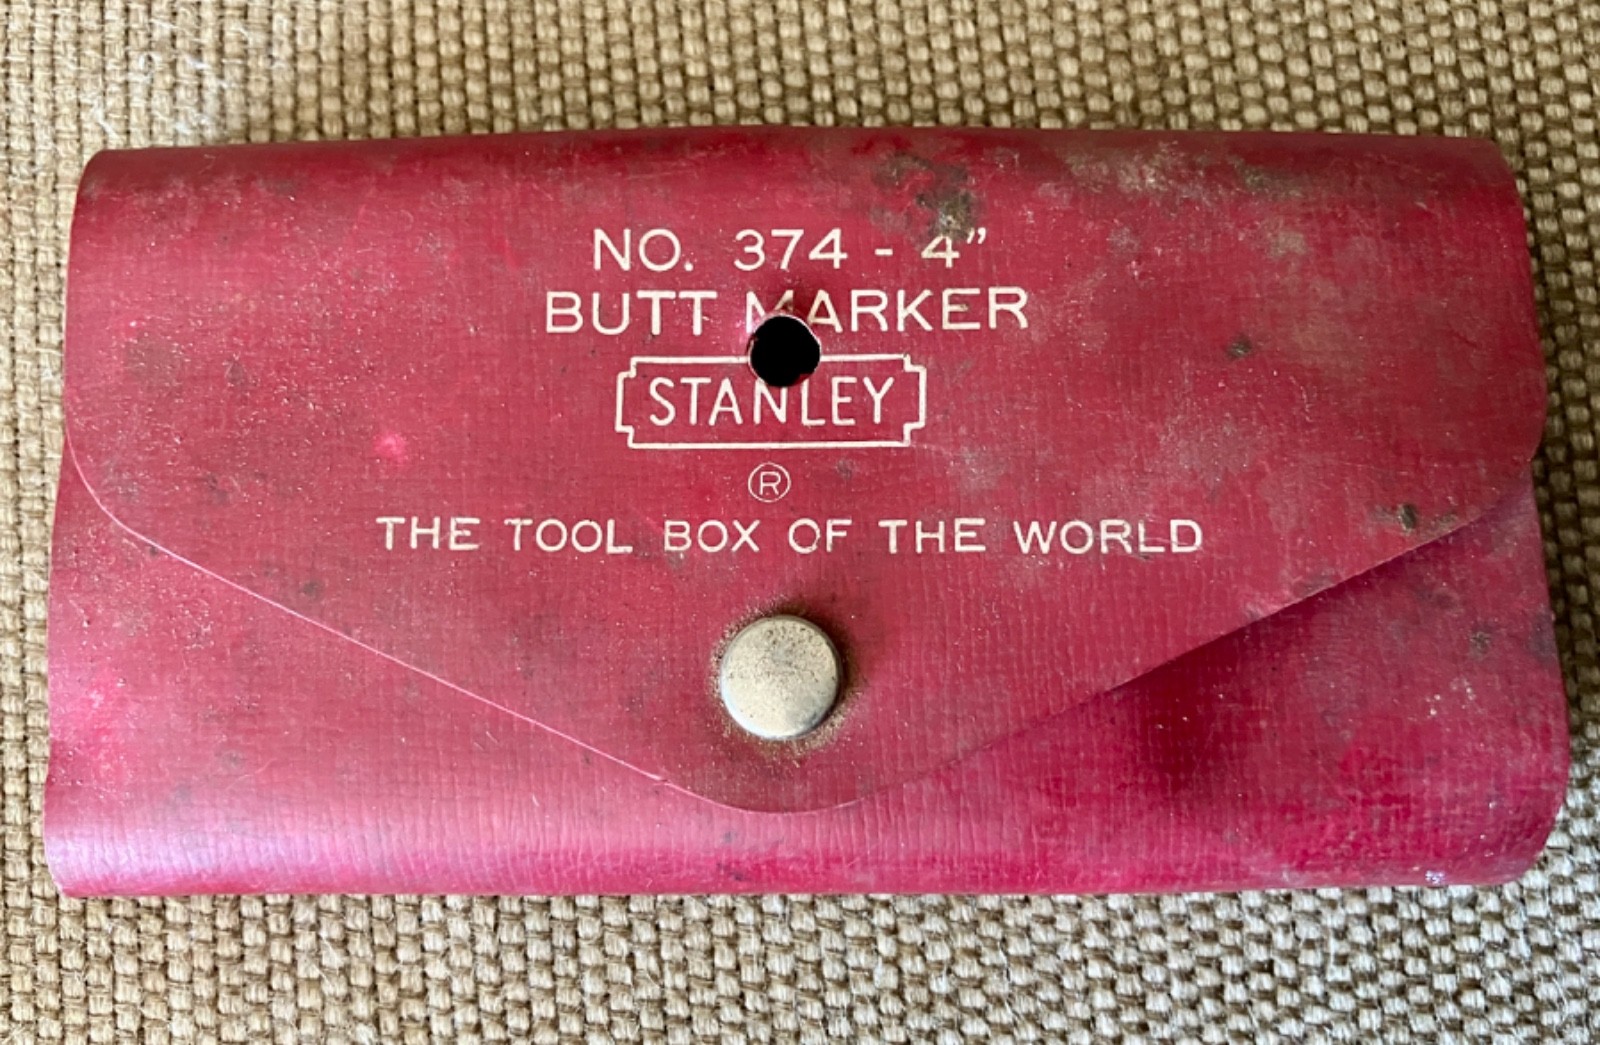 NO. 374 - 4”
BUTT MARKER
STANLEY
®
THE TOOL BOX OF THE WORLD